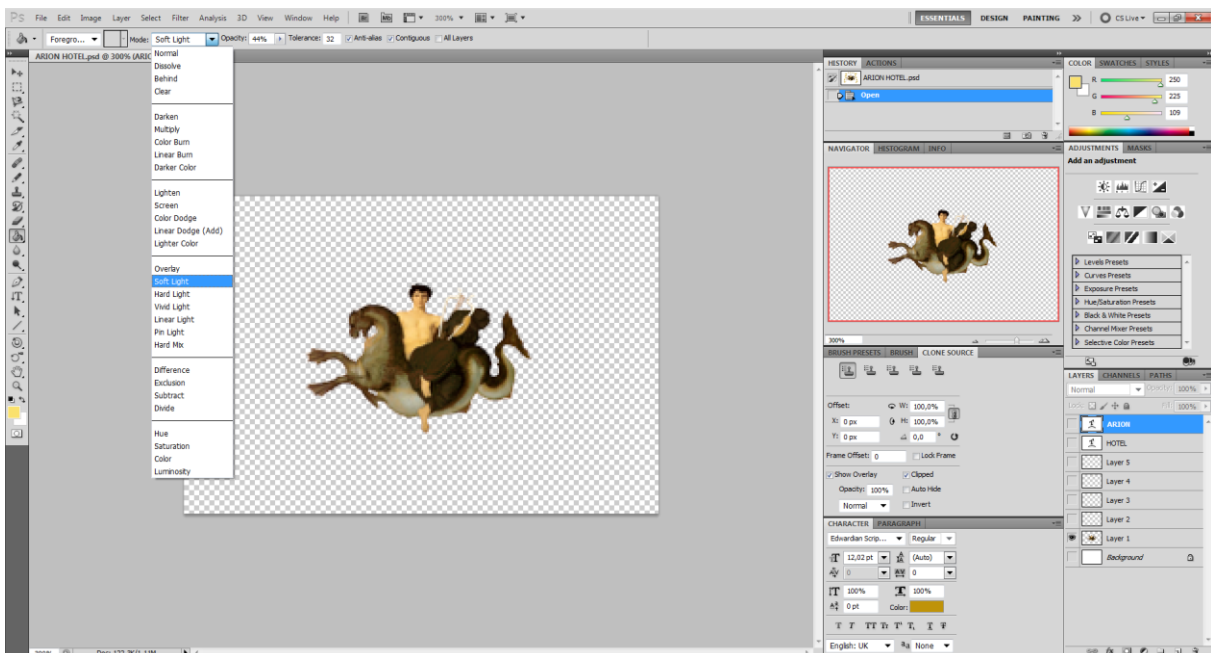 PS File Edit Image Layer Select Filter Analysis 3D View Window Help Mb 300% ESSENTIALS DESIGN PAINTING CS Live
Foregro... Mode: Soft Light Opacity: 44% Tolerance: 32 Anti-alias Contiguous All Layers
ARION HOTEL.psd @ 300% (ARIO
Normal
Dissolve
Behind
Clear
Darken
Multiply
Color Burn
Linear Burn
Darker Color
Lighten
Screen
Color Dodge
Linear Dodge (Add)
Lighter Color
Overlay
Soft Light
Hard Light
Vivid Light
Linear Light
Pin Light
Hard Mix
Difference
Exclusion
Subtract
Divide
Hue
Saturation
Color
Luminosity
HISTORY ACTIONS
ARION HOTEL.psd
Open
NAVIGATOR HISTOGRAM INFO
300%
BRUSH PRESETS BRUSH CLONE SOURCE
Offset: W: 100,0%
X: 0 px H: 100,0%
Y: 0 px 0,0 °
Frame Offset: 0 Lock Frame
Show Overlay Clipped
Opacity: 100% Auto Hide
Normal Invert
CHARACTER PARAGRAPH
Edwardian Scrip... Regular
12,02 pt (Auto)
0 0
100% 100%
0 pt Color:
T T TT Tr T' T, T T
English: UK aa None
COLOR SWATCHES STYLES
R 250
G 225
B 109
ADJUSTMENTS MASKS
Add an adjustment
Levels Presets
Curves Presets
Exposure Presets
Hue/Saturation Presets
Black & White Presets
Channel Mixer Presets
Selective Color Presets
LAYERS CHANNELS PATHS
Normal Opacity: 100%
Lock: Fill: 100%
ARION
HOTEL
Layer 5
Layer 4
Layer 3
Layer 2
Layer 1
Background